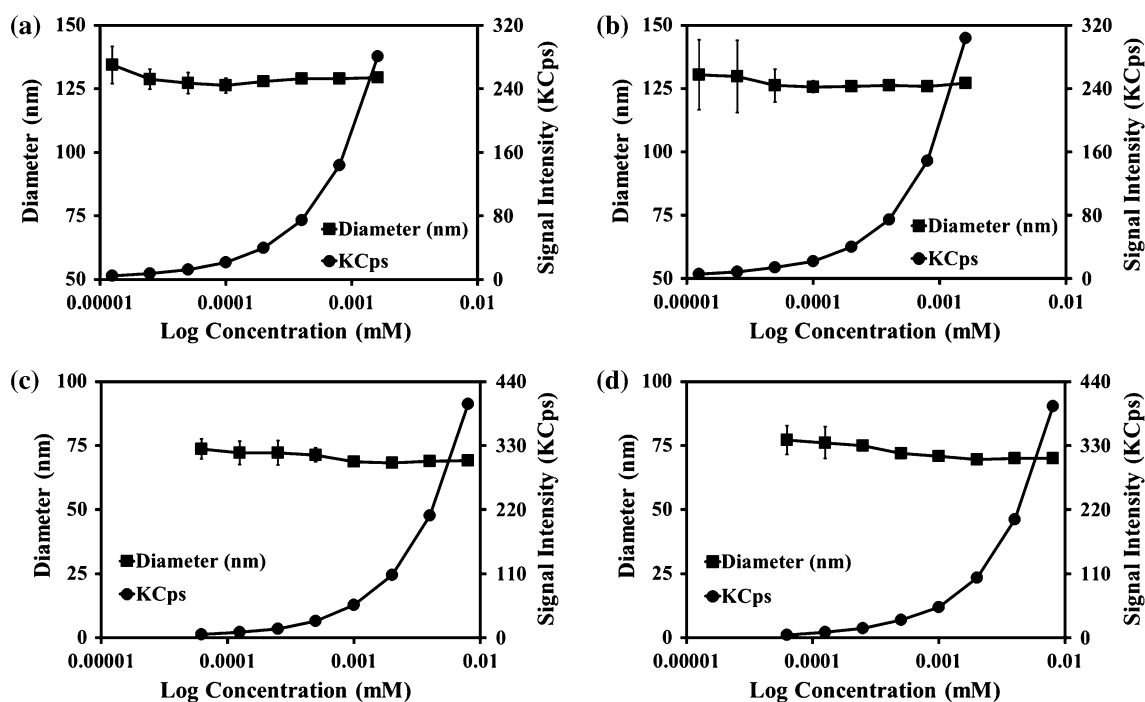 (a)
150
125
100
75
50
Diameter (nm)
320
240
160
80
0
Signal Intensity (KCps)
Diameter (nm)
KCps
0.00001 0.0001 0.001 0.01
Log Concentration (mM)
(b)
150
125
100
75
50
Diameter (nm)
320
240
160
80
0
Signal Intensity (KCps)
Diameter (nm)
KCps
0.00001 0.0001 0.001 0.01
Log Concentration (mM)
(c)
100
75
50
25
0
Diameter (nm)
440
330
220
110
0
Signal Intensity (KCps)
Diameter (nm)
KCps
0.00001 0.0001 0.001 0.01
Log Concentration (mM)
(d)
100
75
50
25
0
Diameter (nm)
440
330
220
110
0
Signal Intensity (KCps)
Diameter (nm)
KCps
0.00001 0.0001 0.001 0.01
Log Concentration (mM)